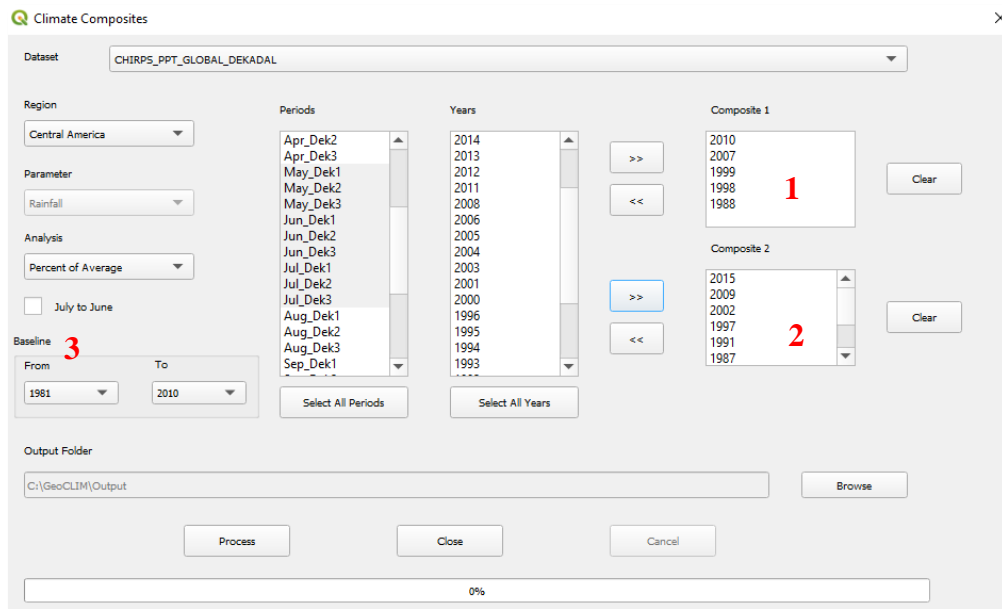 Climate Composites
Dataset
CHIRPS_PPT_GLOBAL_DEKADAL
Region
Central America
Parameter
Rainfall
Analysis
Percent of Average
July to June
Baseline
3
From
To
1981
2010
Periods
Apr_Dek2
Apr_Dek3
May_Dek1
May_Dek2
May_Dek3
Jun_Dek1
Jun_Dek2
Jun_Dek3
Jul_Dek1
Jul_Dek2
Jul_Dek3
Aug_Dek1
Aug_Dek2
Aug_Dek3
Sep_Dek1
Select All Periods
Years
2014
2013
2012
2011
2008
2006
2005
2004
2003
2001
2000
1996
1995
1994
1993
Select All Years
>>
<<
>>
<<
Composite 1
2010
2007
1999
1998
1988
1
Clear
Composite 2
2015
2009
2002
1997
1991
1987
2
Clear
Output Folder
C:\GeoCLIM\Output
Browse
Process
Close
Cancel
0%